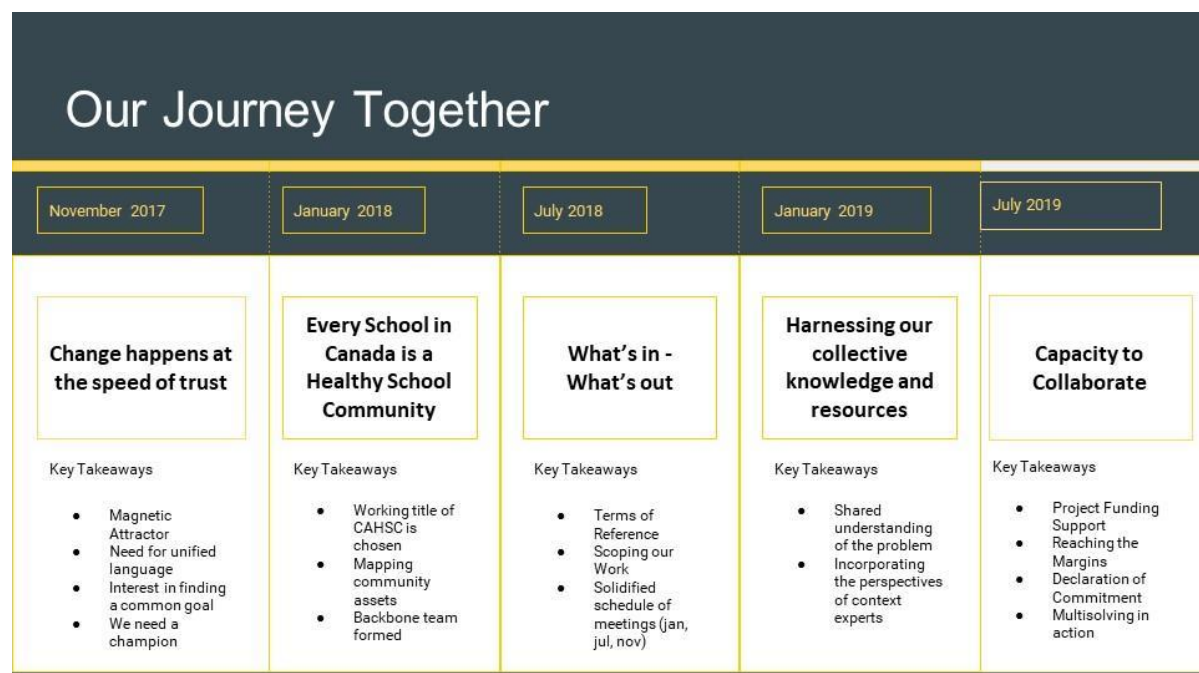 Our Journey Together
November 2017
January 2018
July 2018
January 2019
July 2019
Change happens at
the speed of trust
Every School in
Canada is a
Healthy School
Community
What's in -
What's out
Harnessing our
collective
knowledge and
resources
Capacity to
Collaborate
Key Takeaways
● Magnetic
Attractor
● Need for unified
language
● Interest in finding
a common goal
● We need a
champion
Key Takeaways
● Working title of
CAHSC is
chosen
● Mapping
community
assets
● Backbone team
formed
Key Takeaways
● Terms of
Reference
● Scoping our
Work
● Solidified
schedule of
meetings (jan,
jul, nov)
Key Takeaways
● Shared
understanding
of the problem
● Incorporating
the perspectives
of context
experts
Key Takeaways
● Project Funding
Support
● Reaching the
Margins
● Declaration of
Commitment
● Multisolving in
action